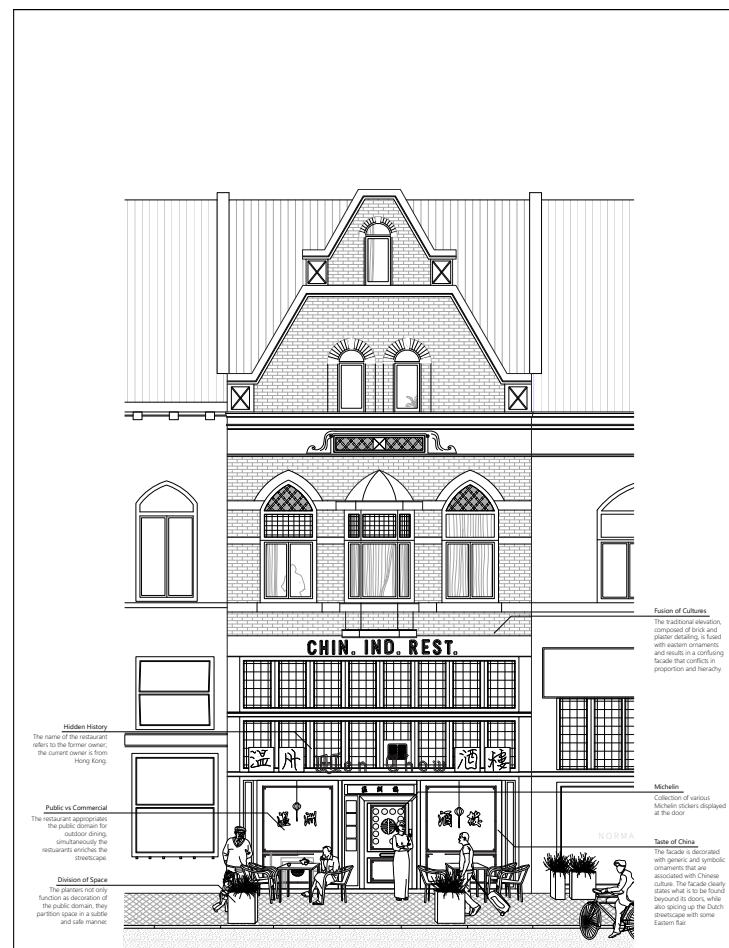 Fusion of Cultures
The traditional elevation,
composed of brick and
plaster detailing, is fused
with eastern ornaments
and results in a confusing
facade that conflicts in
proportion and hierachy.
CHIN. IND. REST.
Hidden History
The name of the restaurant
refers to the former owner;
the current owner is from
Hong Kong.
酒樓
Wen Chow
Michelin
Collection of various
Michelin stickers displayed
at the door
Public vs Commercial
The restaurant appropriates
the public domain for
outdoor dining,
simultaneously the
restuarants enriches the
streetscape.
NORMA
Taste of China
The facade is decorated
with generic and symbolic
ornaments that are
associated with Chinese
culture. The facade clearly
states what is to be found
beyound its doors, while
also spicing up the Dutch
streetscape with some
Eastern flair.
Division of Space
The planters not only
function as decoration of
the public domain, they
partition space in a subtle
and safe manner.